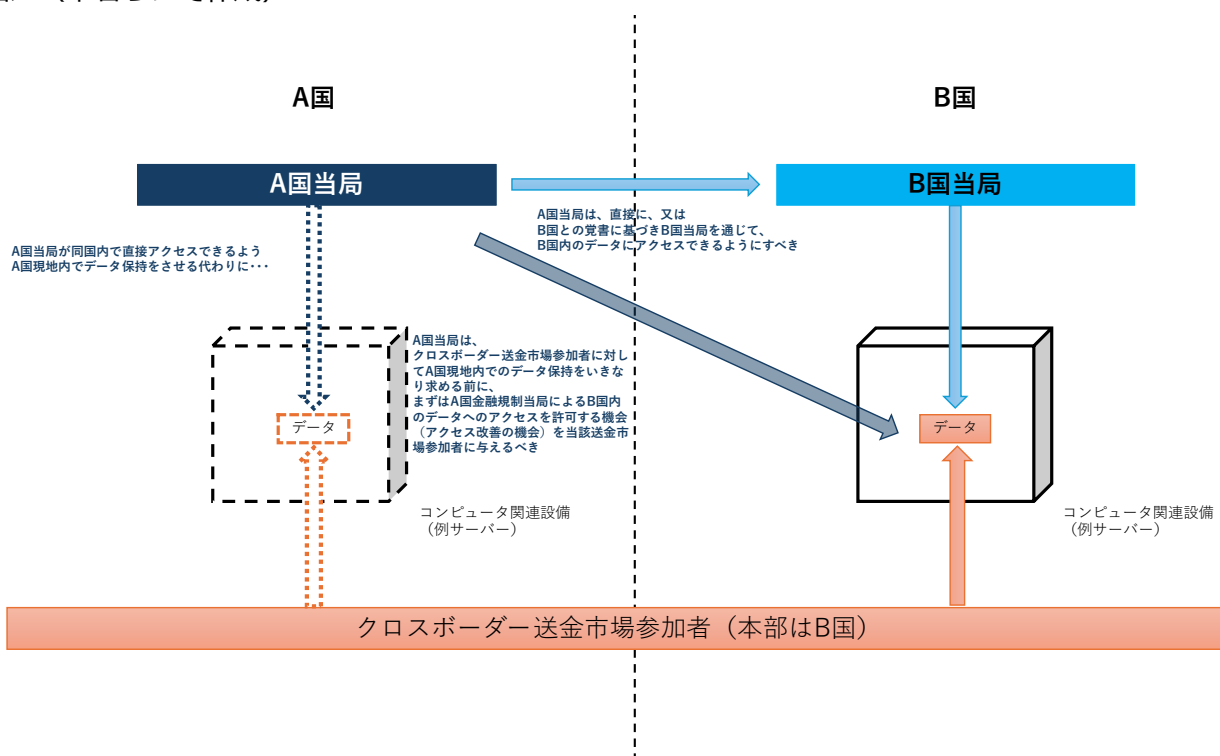 A国
B国
A国当局
B国当局
A国当局は、直接に、又は
B国との覚書に基づきB国当局を通じて、
B国内のデータにアクセスできるようにすべき
A国当局が同国内で直接アクセスできるよう
A国現地内でデータ保持をさせる代わりに･･･
A国当局は、
クロスボーダー送金市場参加者に対し
てA国現地内でのデータ保持をいきな
り求める前に、
まずはA国金融規制当局によるB国内
のデータへのアクセスを許可する機会
（アクセス改善の機会）を当該送金市
場参加者に与えるべき
データ
データ
コンピュータ関連設備
（例サーバー）
コンピュータ関連設備
（例サーバー）
クロスボーダー送金市場参加者（本部はB国）